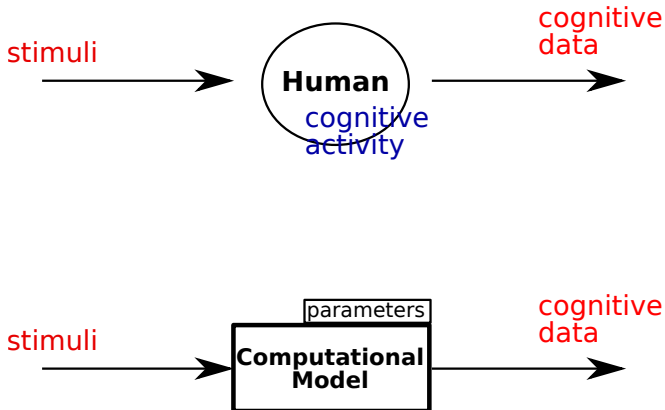 stimuli
Human
cognitive
activity
cognitive
data
stimuli
parameters
Computational
Model
cognitive
data